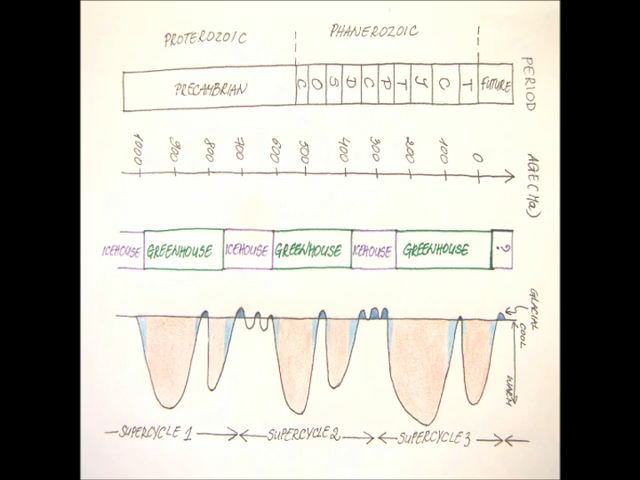 PROTEROZOIC PHANEROZOIC
PERIOD
PRECAMBRIAN C O S D C P T J C T FUTURE
AGE (Ma)
1000 900 800 700 600 500 400 300 200 100 0
ICEHOUSE GREENHOUSE ICEHOUSE GREENHOUSE ICEHOUSE GREENHOUSE ?
GLACIAL
COOL
WARM
SUPERCYCLE 1 SUPERCYCLE 2 SUPERCYCLE 3